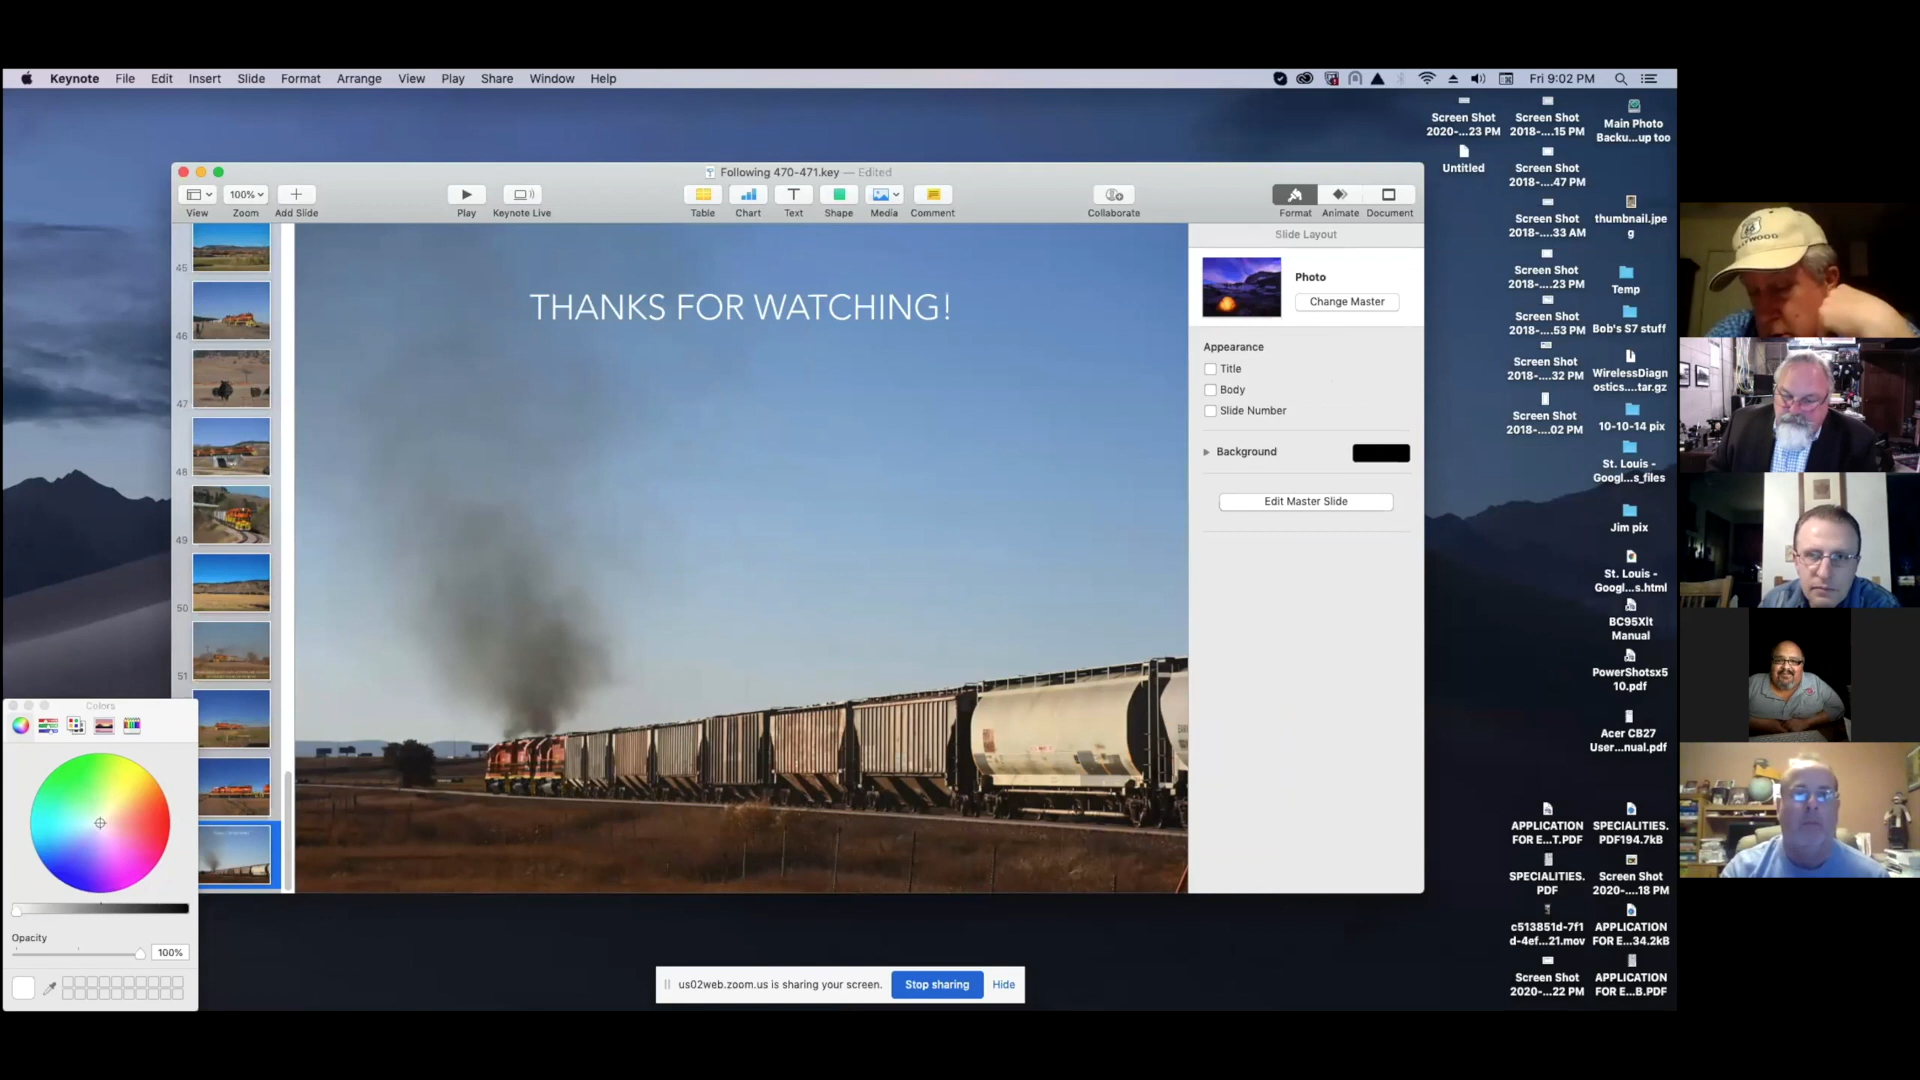 Keynote File Edit Insert Slide Format Arrange View Play Share Window Help
Fri 9:02 PM
Following 470-471.key — Edited
100%
View Zoom Add Slide
Play Keynote Live
Table Chart Text Shape Media Comment
Collaborate
Format Animate Document
45
46
47
48
49
50
51
THANKS FOR WATCHING!
Slide Layout
Photo
Change Master
Appearance
Title
Body
Slide Number
Background
Edit Master Slide
Colors
Opacity
100%
us02web.zoom.us is sharing your screen.
Stop sharing
Hide
Screen Shot
2020-...23 PM
Untitled
Screen Shot
2018-....15 PM
Screen Shot
2018-....47 PM
Screen Shot
2018-....33 AM
Screen Shot
2018-....23 PM
Screen Shot
2018-....53 PM
Screen Shot
2018-....32 PM
Screen Shot
2018-....02 PM
Main Photo
Backu...up too
thumbnail.jpe
g
Temp
Bob's S7 stuff
WirelessDiagn
ostics....tar.gz
10-10-14 pix
St. Louis -
Googl...s_files
Jim pix
St. Louis -
Googl...s.html
BC95Xlt
Manual
PowerShotsx5
10.pdf
Acer CB27
User...nual.pdf
APPLICATION
FOR E...T.PDF
SPECIALITIES.
PDF194.7kB
SPECIALITIES.
PDF
Screen Shot
2020-....18 PM
c513851d-7f1
d-4ef...21.mov
APPLICATION
FOR E...34.2kB
Screen Shot
2020-...22 PM
APPLICATION
FOR E...B.PDF